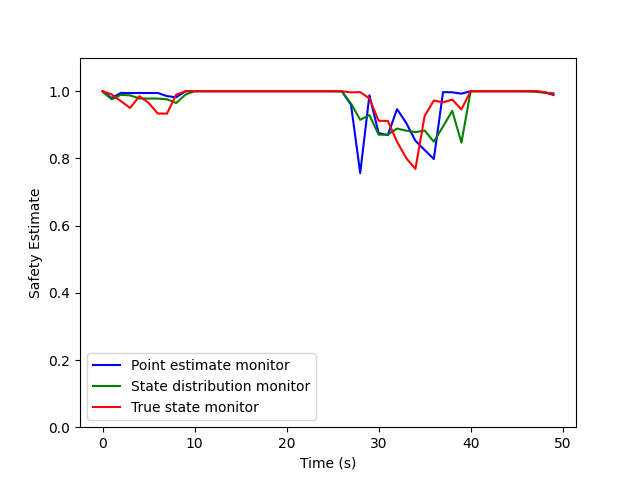 1.0
0.8
0.6
0.4
0.2
0.0
Safety Estimate
Point estimate monitor
State distribution monitor
True state monitor
0 10 20 30 40 50
Time (s)